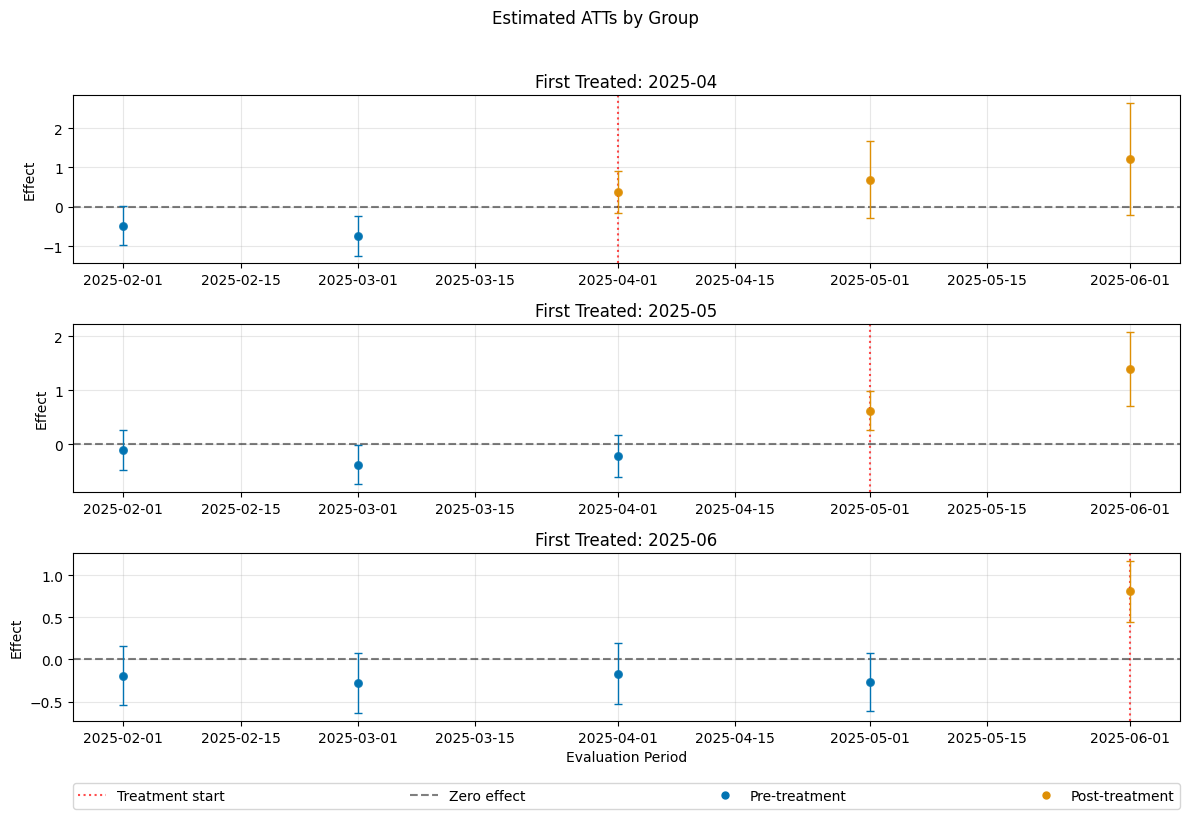 Estimated ATTs by Group
First Treated: 2025-04
Effect
2
1
0
−1
2025-02-01 2025-02-15 2025-03-01 2025-03-15 2025-04-01 2025-04-15 2025-05-01 2025-05-15 2025-06-01
First Treated: 2025-05
Effect
2
1
0
2025-02-01 2025-02-15 2025-03-01 2025-03-15 2025-04-01 2025-04-15 2025-05-01 2025-05-15 2025-06-01
First Treated: 2025-06
Effect
1.0
0.5
0.0
−0.5
2025-02-01 2025-02-15 2025-03-01 2025-03-15 2025-04-01 2025-04-15 2025-05-01 2025-05-15 2025-06-01
Evaluation Period
Treatment start Zero effect Pre-treatment Post-treatment